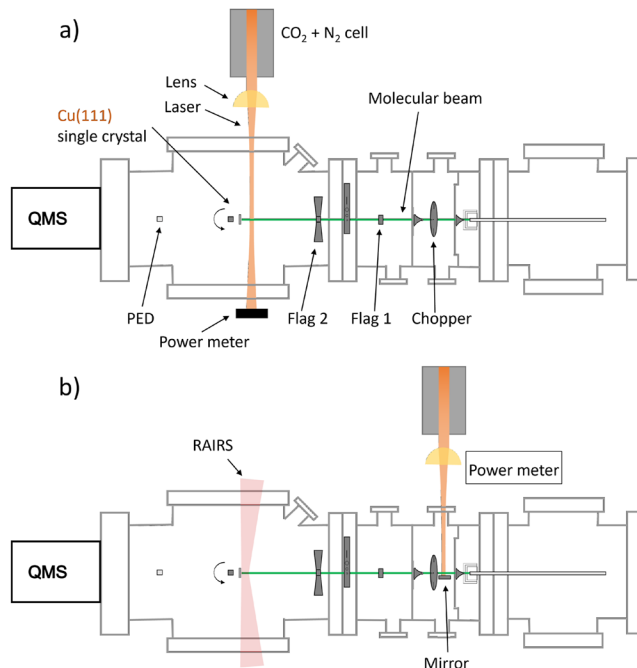 a)
CO₂ + N₂ cell
Lens
Laser
Molecular beam
Cu(111)
single crystal
QMS
PED
Power meter
Flag 2
Flag 1
Chopper
b)
RAIRS
Power meter
QMS
Mirror